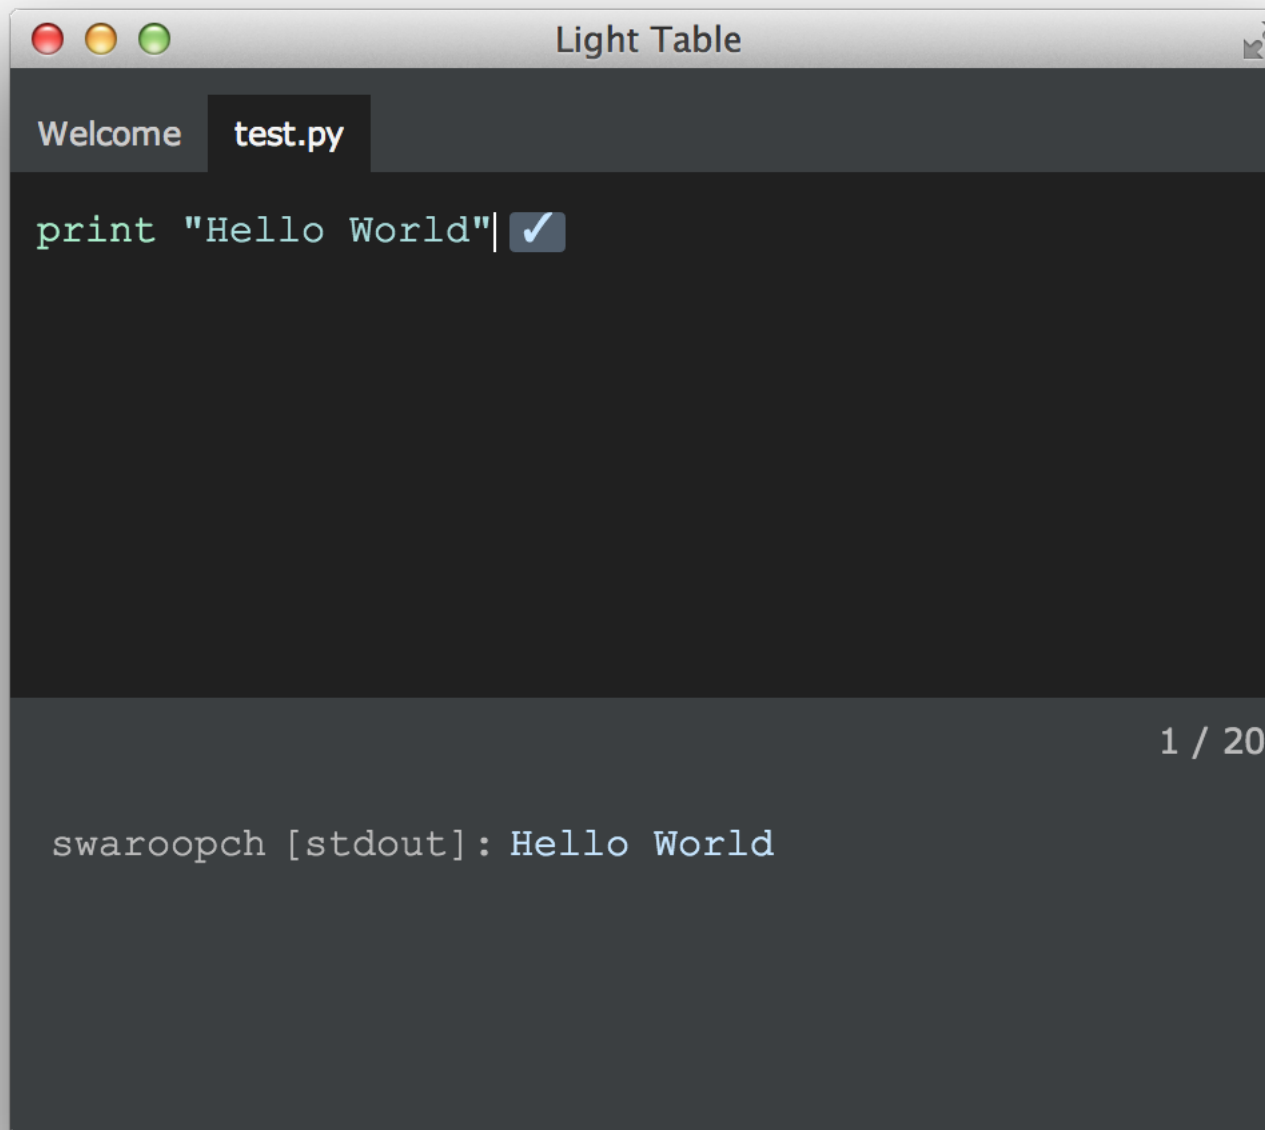 Light Table
Welcome test.py
print "Hello World" ✓
1 / 20
swaroopch [stdout]: Hello World